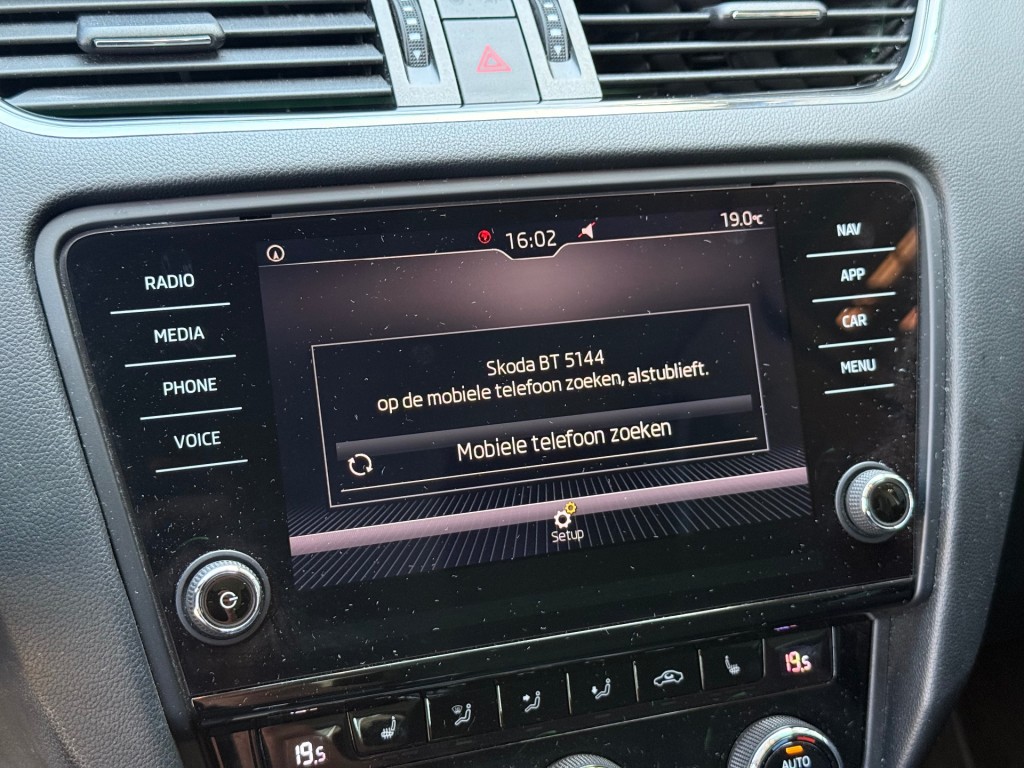 16:02
19.0°C
RADIO
MEDIA
PHONE
VOICE
Skoda BT 5144
op de mobiele telefoon zoeken, alstublieft.
Mobiele telefoon zoeken
Setup
NAV
APP
CAR
MENU
19.5
19.5
AUTO